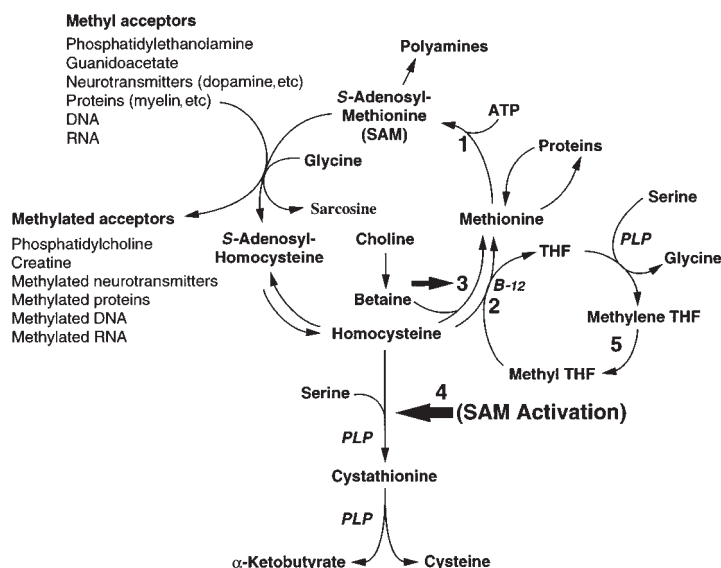 Methyl acceptors
Phosphatidylethanolamine
Guanidoacetate
Neurotransmitters (dopamine, etc)
Proteins (myelin, etc)
DNA
RNA
Polyamines
S-Adenosyl-
Methionine
(SAM)
ATP
1
Proteins
Glycine
Sarcosine
Methionine
Serine
Methylated acceptors
Phosphatidylcholine
Creatine
Methylated neurotransmitters
Methylated proteins
Methylated DNA
Methylated RNA
S-Adenosyl-
Homocysteine
Choline
Betaine
3
B-12
2
THF
PLP
Glycine
Methylene THF
5
Methyl THF
Homocysteine
Serine
4
(SAM Activation)
PLP
Cystathionine
PLP
α-Ketobutyrate
Cysteine